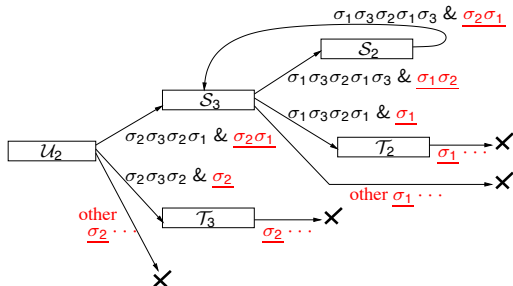 σ₁σ₃σ₂σ₁σ₃ & σ₂σ₁
S₂
σ₁σ₃σ₂σ₁σ₃ & σ₁σ₂
S₃
σ₁σ₃σ₂σ₁ & σ₁
σ₂σ₃σ₂σ₁ & σ₂σ₁
U₂
T₂
σ₁ · · ·
σ₂σ₃σ₂ & σ₂
other σ₁ · · ·
other
σ₂ · · ·
T₃
σ₂ · · ·